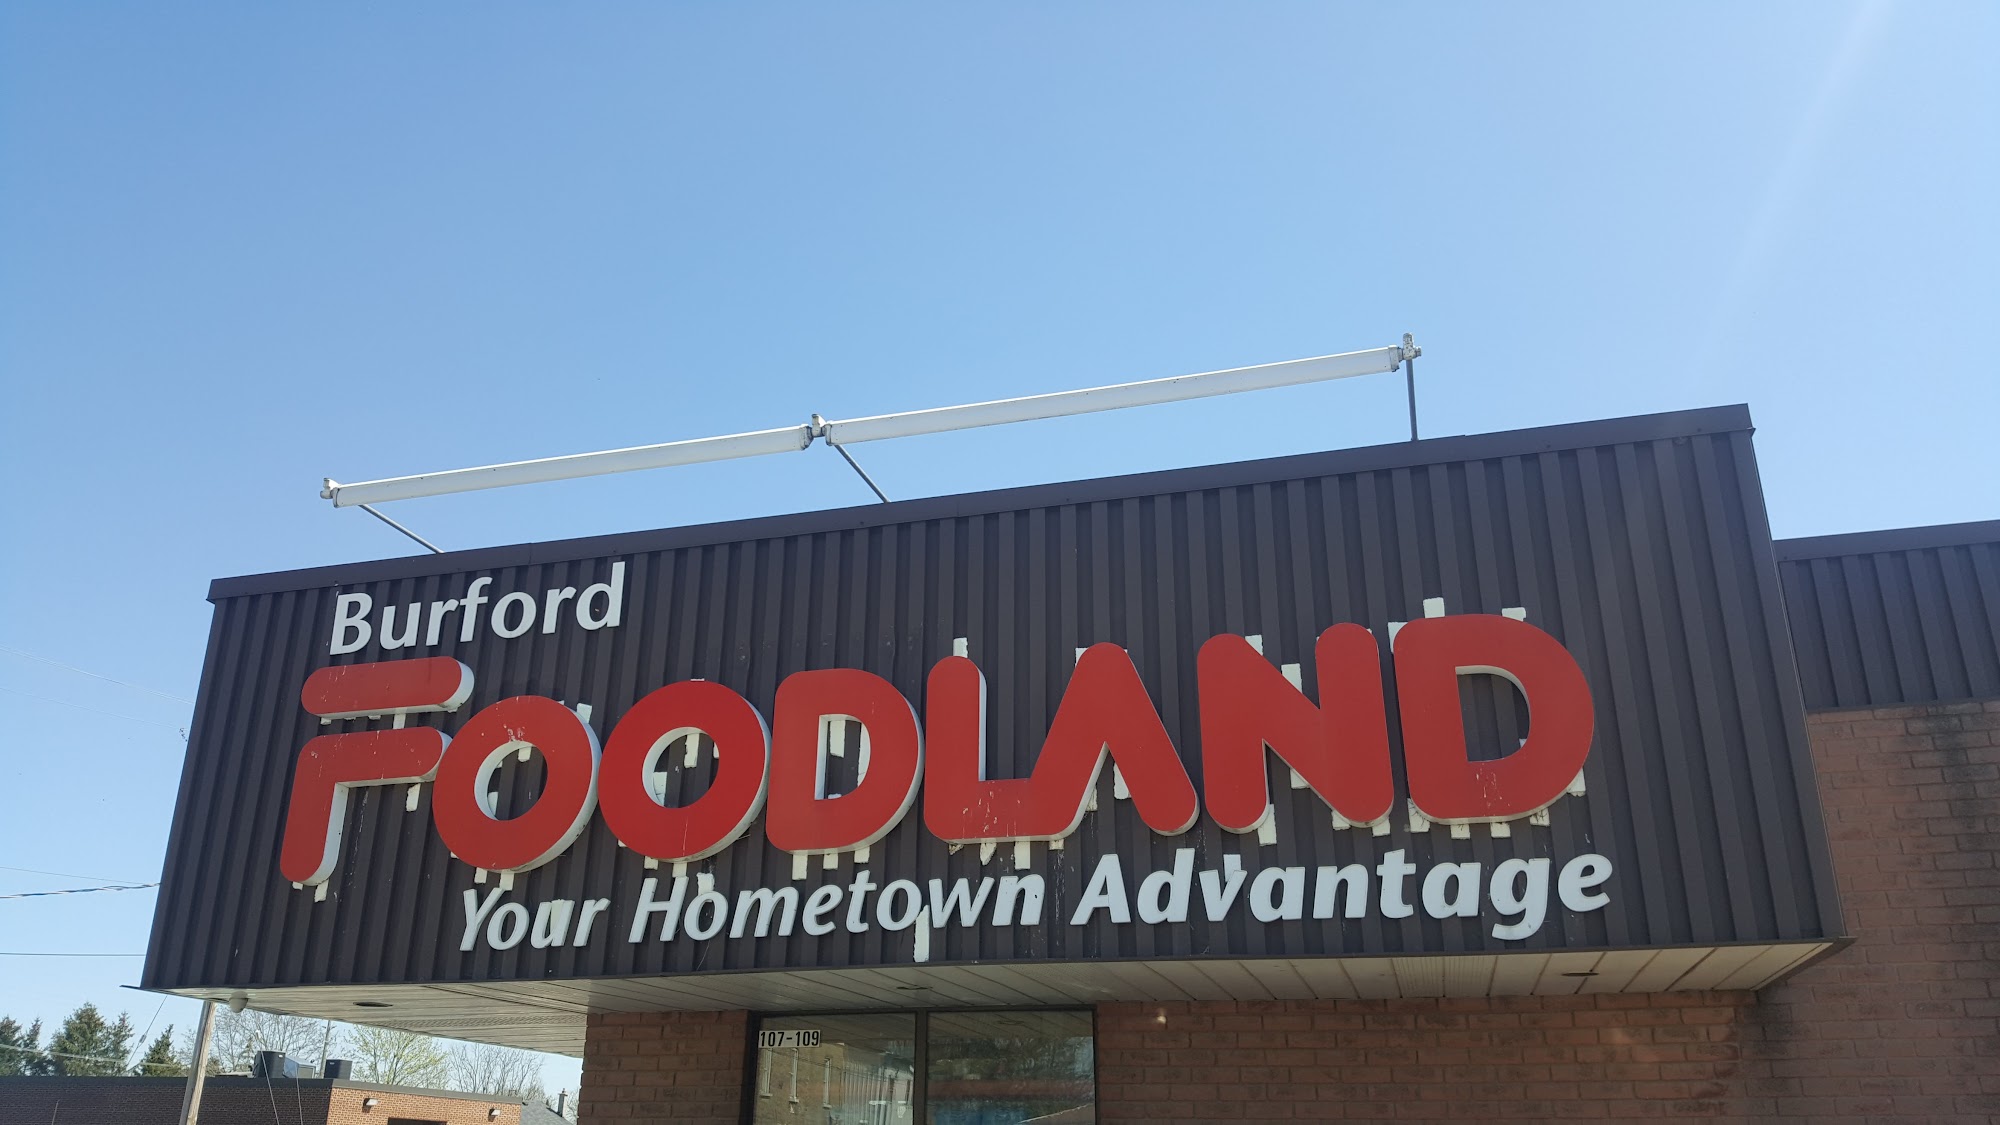 Burford
FOODLAND
Your Hometown Advantage
107-109